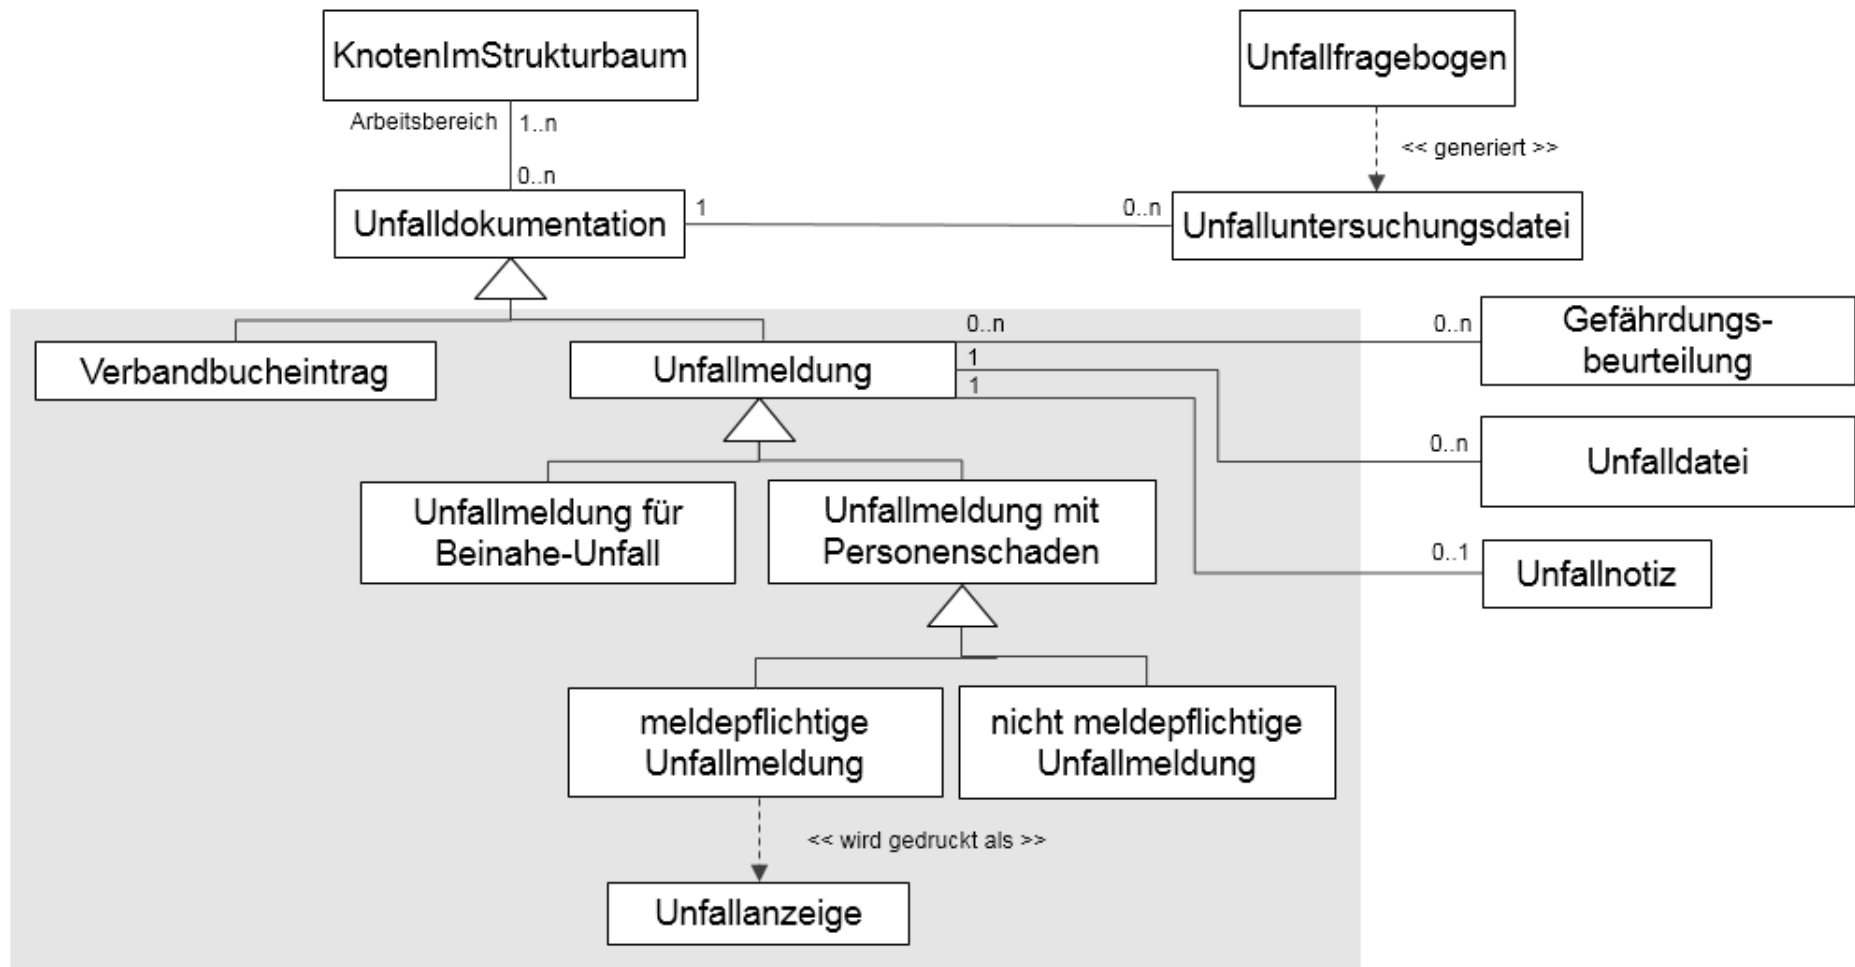 KnotenImStrukturbaum
Unfallfragebogen
Arbeitsbereich
1..n
<< generiert >>
0..n
Unfalldokumentation
1
0..n
Unfalluntersuchungsdatei
0..n
0..n
Gefährdungs-
beurteilung
Verbandbucheintrag
Unfallmeldung
1
1
0..n
Unfalldatei
Unfallmeldung für
Beinahe-Unfall
Unfallmeldung mit
Personenschaden
0..1
Unfallnotiz
meldepflichtige
Unfallmeldung
nicht meldepflichtige
Unfallmeldung
<< wird gedruckt als >>
Unfallanzeige